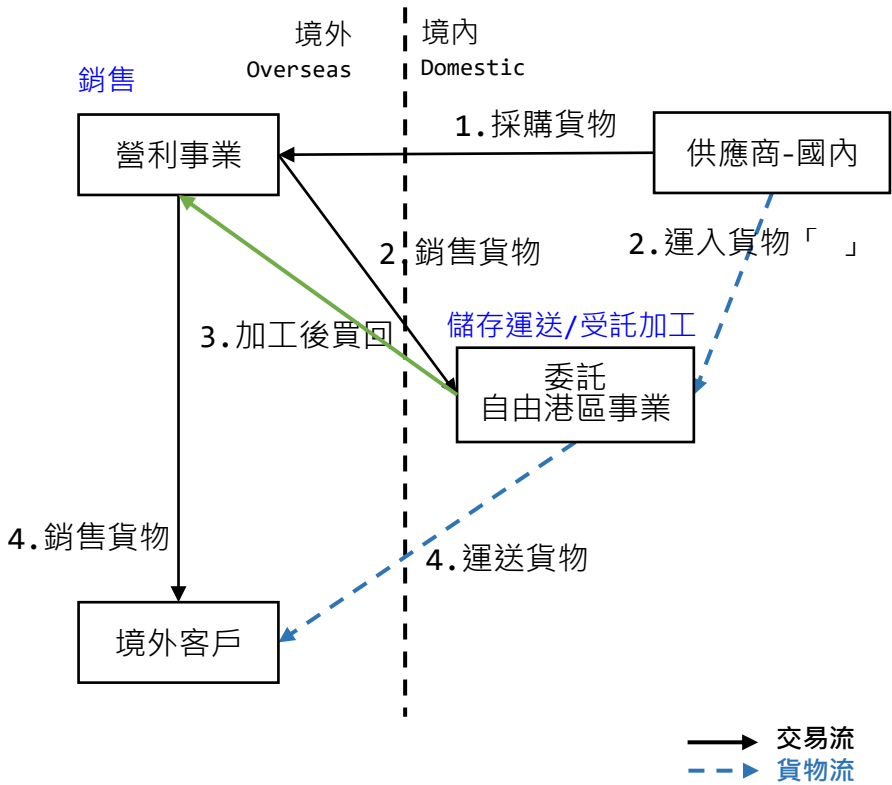 境外
Overseas
境內
Domestic
銷售
營利事業
1.採購貨物
供應商-國內
2.銷售貨物
2.運入貨物「　」
3.加工後買回
儲存運送/受託加工
委託
自由港區事業
4.銷售貨物
4.運送貨物
境外客戶
交易流
貨物流